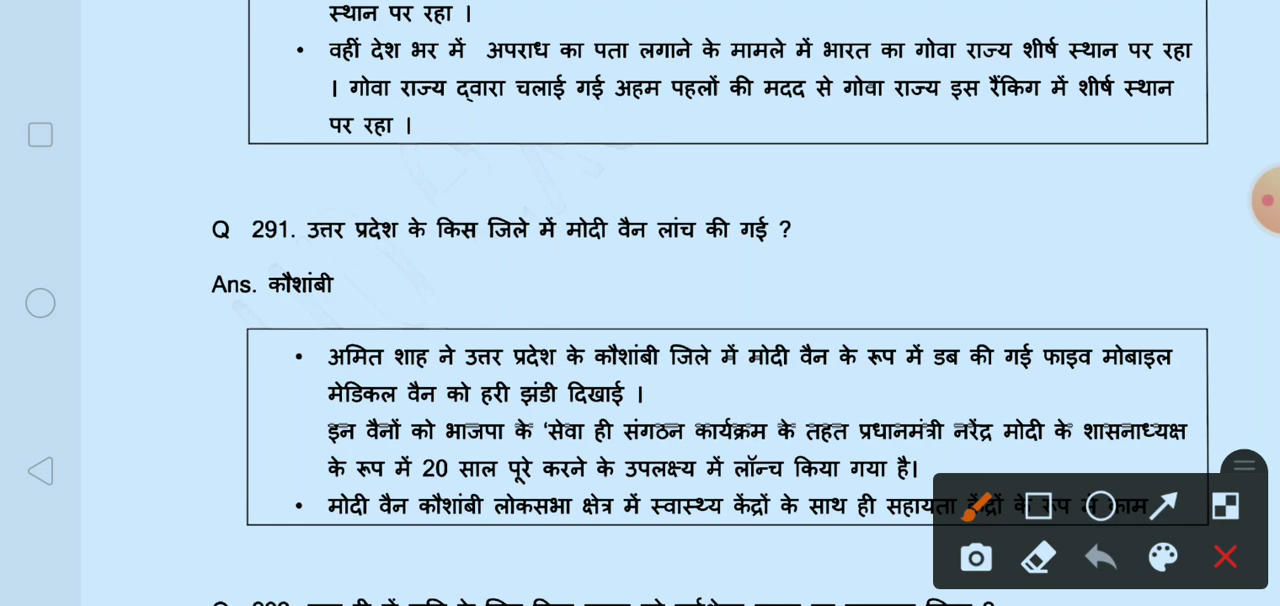 स्थान पर रहा ।
• वहीं देश भर में अपराध का पता लगाने के मामले में भारत का गोवा राज्य शीर्ष स्थान पर रहा
। गोवा राज्य द्वारा चलाई गई अहम पहलों की मदद से गोवा राज्य इस रैंकिग में शीर्ष स्थान
पर रहा ।
Q 291. उत्तर प्रदेश के किस जिले में मोदी वैन लांच की गई ?
Ans. कौशांबी
• अमित शाह ने उत्तर प्रदेश के कौशांबी जिले में मोदी वैन के रूप में डब की गई फाइव मोबाइल
मेडिकल वैन को हरी झंडी दिखाई ।
इन वैनों को भाजपा के 'सेवा ही संगठन कार्यक्रम के तहत प्रधानमंत्री नरेंद्र मोदी के शासनाध्यक्ष
के रूप में 20 साल पूरे करने के उपलक्ष्य में लॉन्च किया गया है।
• मोदी वैन कौशांबी लोकसभा क्षेत्र में स्वास्थ्य केंद्रों के साथ ही सहायता केंद्रों के रूप में काम